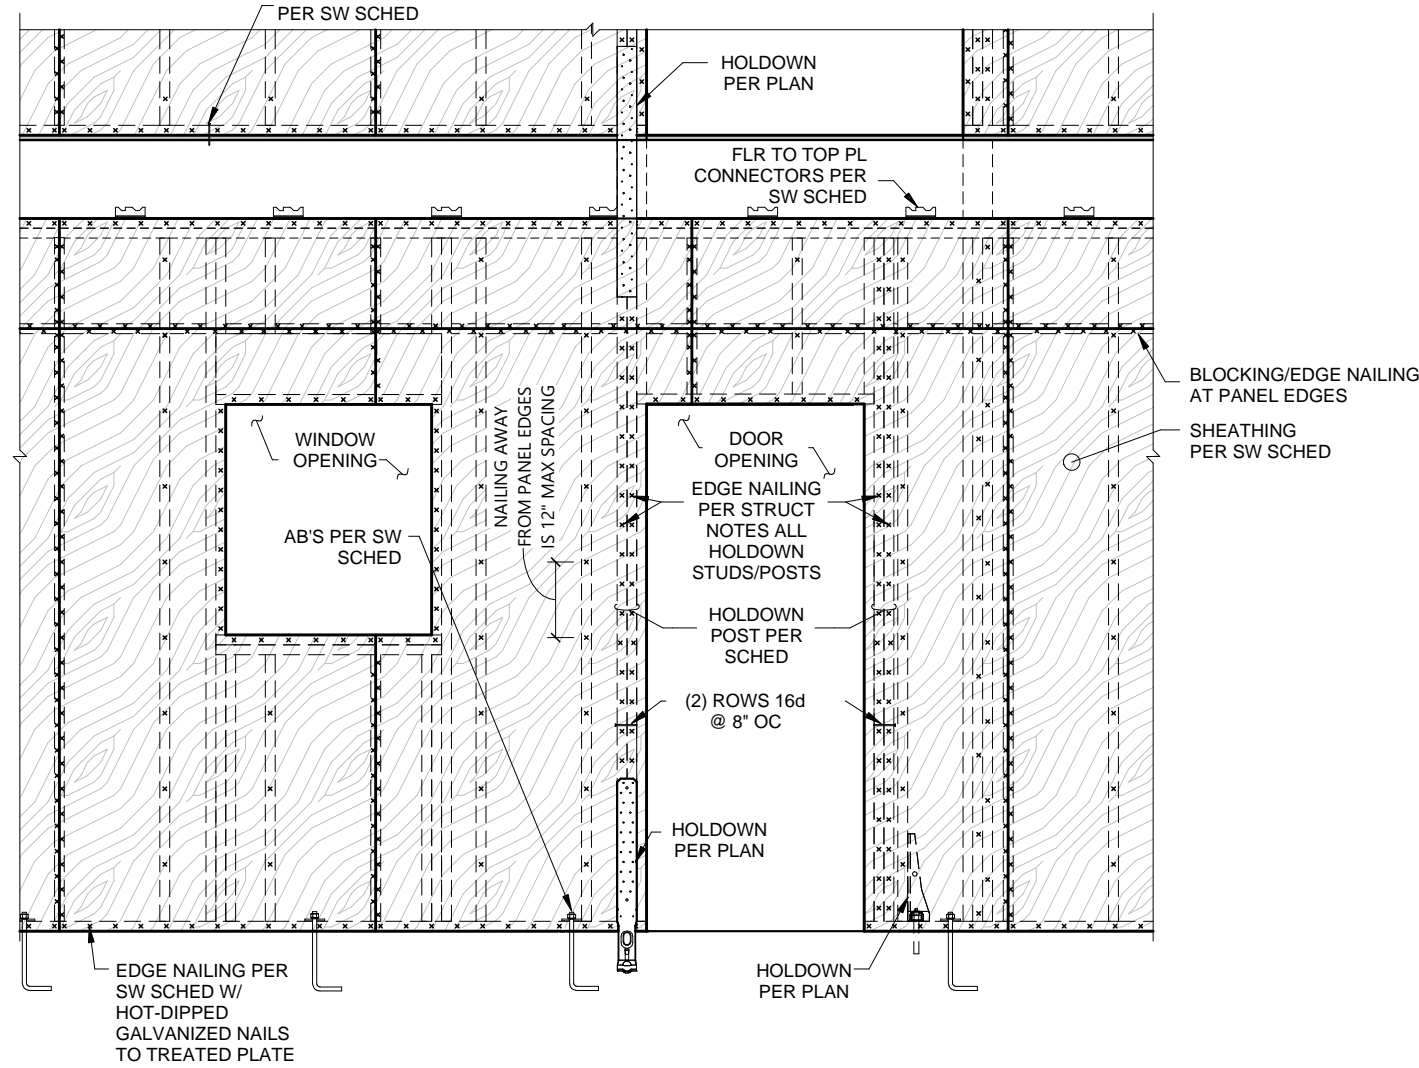 PER SW SCHED
HOLDOWN
PER PLAN
FLR TO TOP PL
CONNECTORS PER
SW SCHED
BLOCKING/EDGE NAILING
AT PANEL EDGES
SHEATHING
PER SW SCHED
WINDOW
OPENING
NAILING AWAY
FROM PANEL EDGES
IS 12" MAX SPACING
DOOR
OPENING
EDGE NAILING
PER STRUCT
NOTES ALL
HOLDOWN
STUDS/POSTS
AB'S PER SW
SCHED
HOLDOWN
POST PER
SCHED
(2) ROWS 16d
@ 8" OC
HOLDOWN
PER PLAN
EDGE NAILING PER
SW SCHED W/
HOT-DIPPED
GALVANIZED NAILS
TO TREATED PLATE
HOLDOWN
PER PLAN